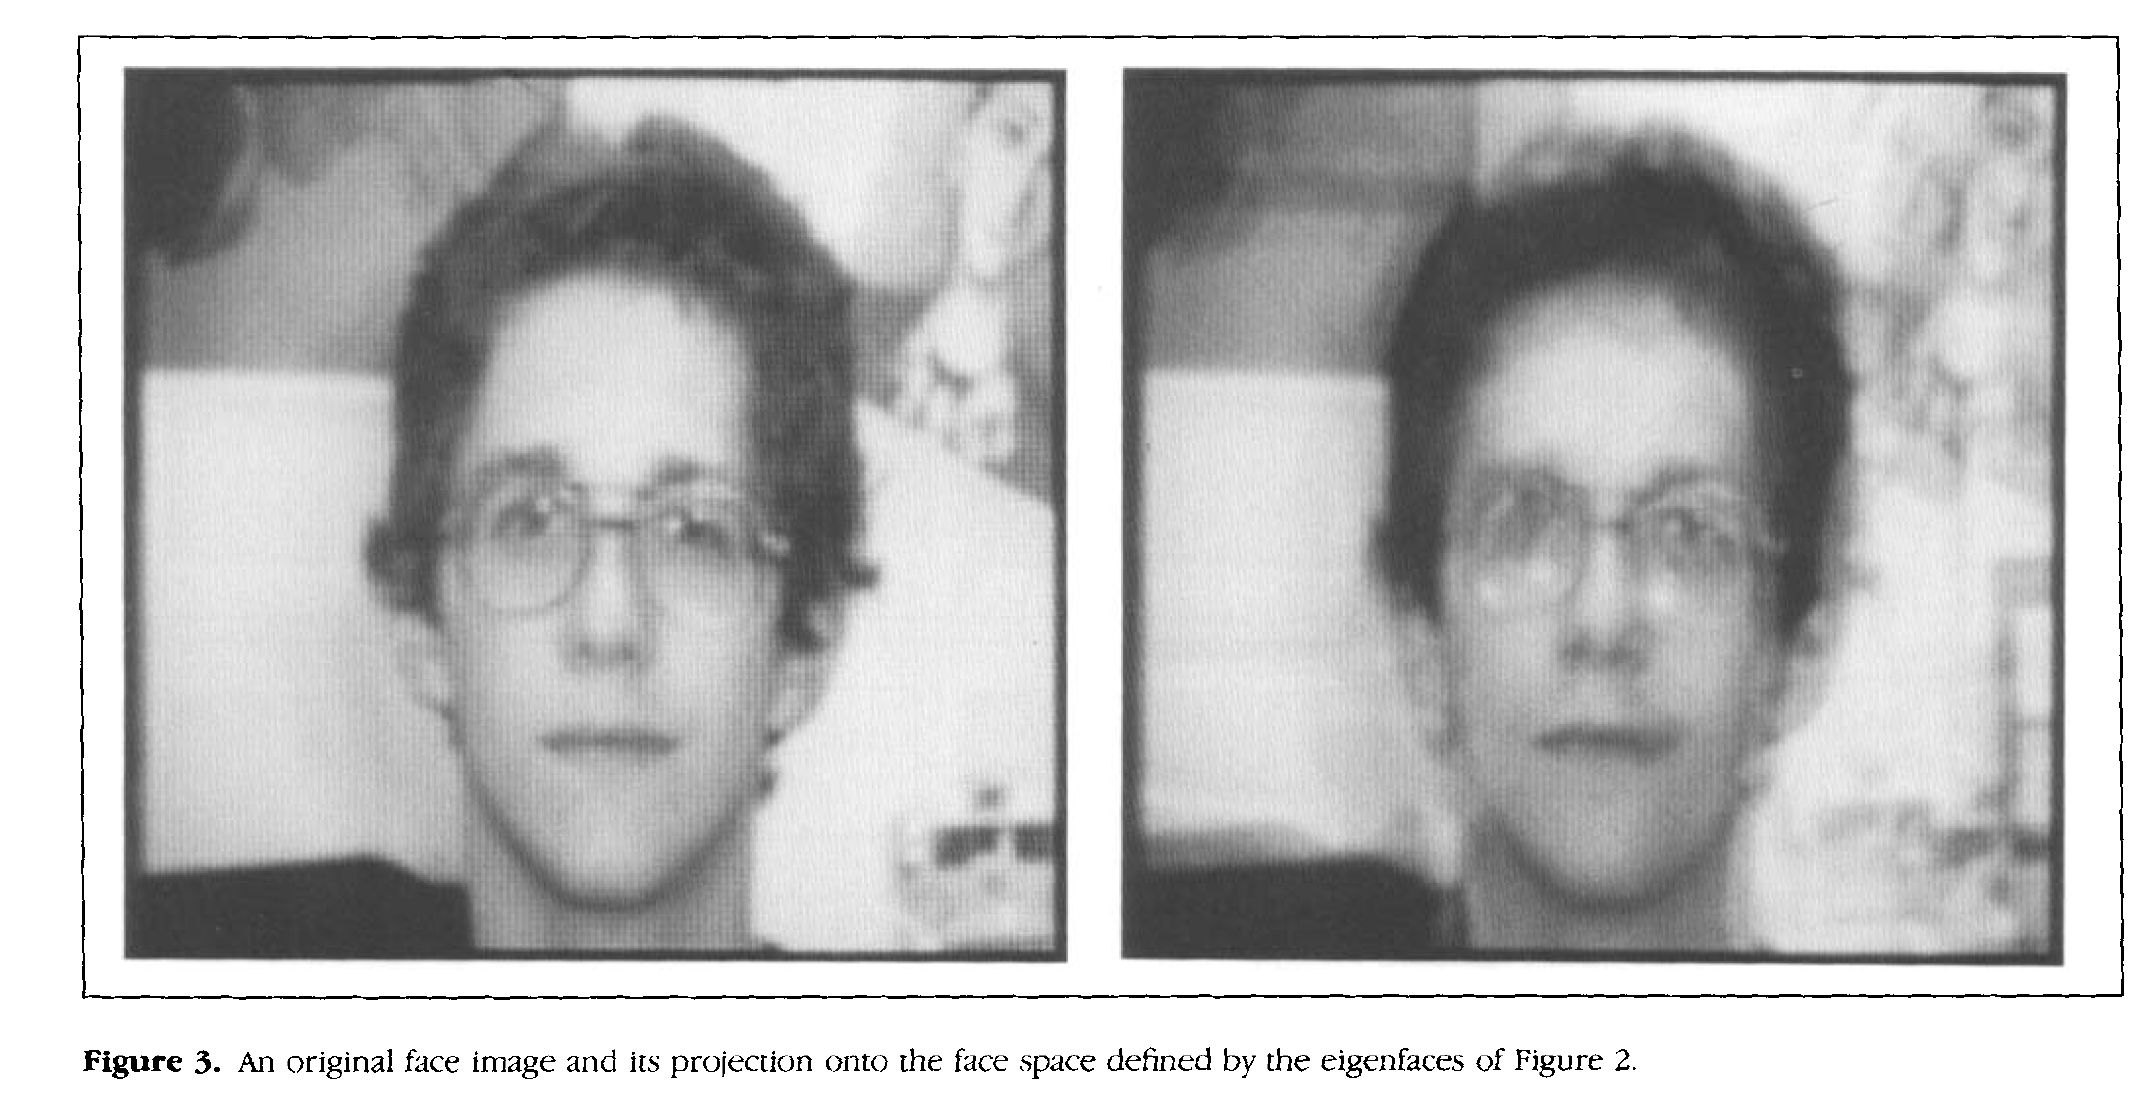 Figure 3. An original face image and its projection onto the face space defined by the eigenfaces of Figure 2.